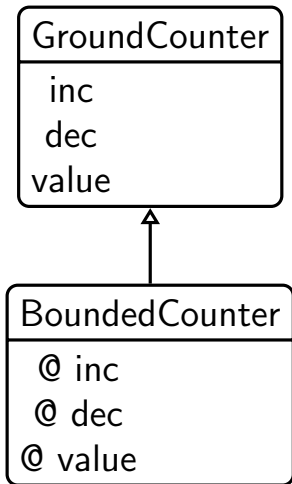 GroundCounter
inc
dec
value
BoundedCounter
@ inc
@ dec
@ value